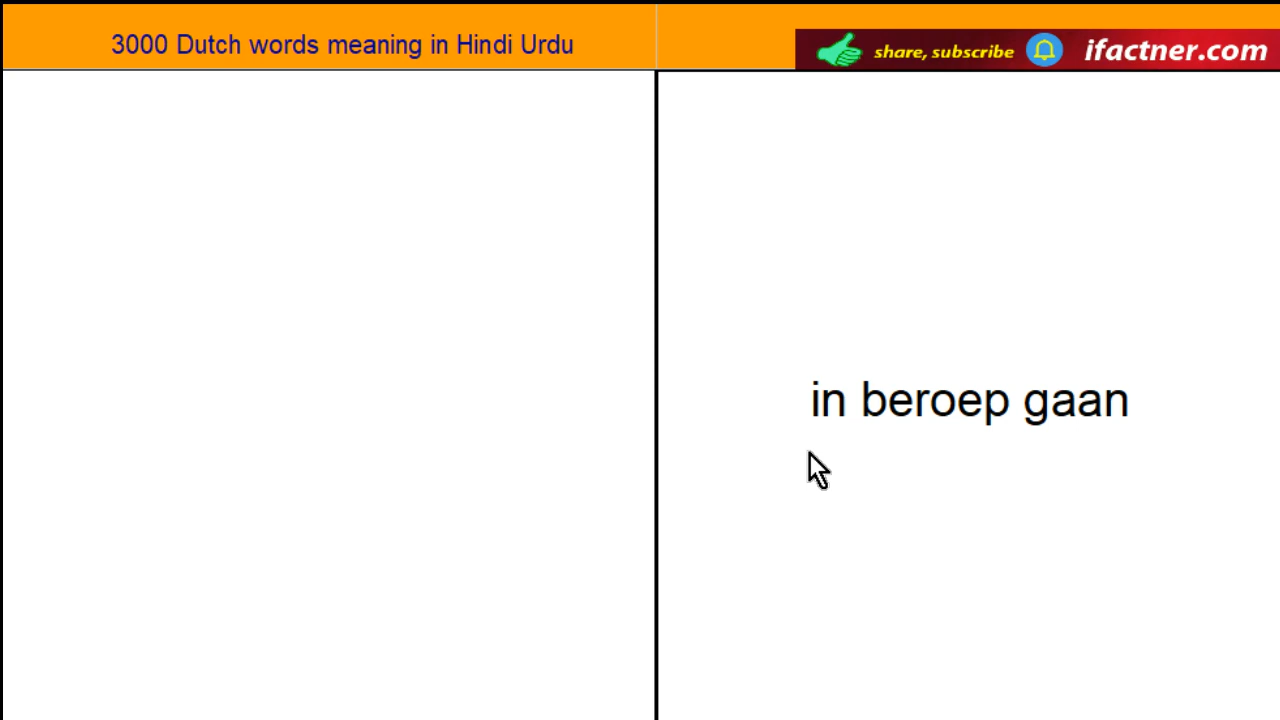 3000 Dutch words meaning in Hindi Urdu
share, subscribe
ifactner.com
in beroep gaan